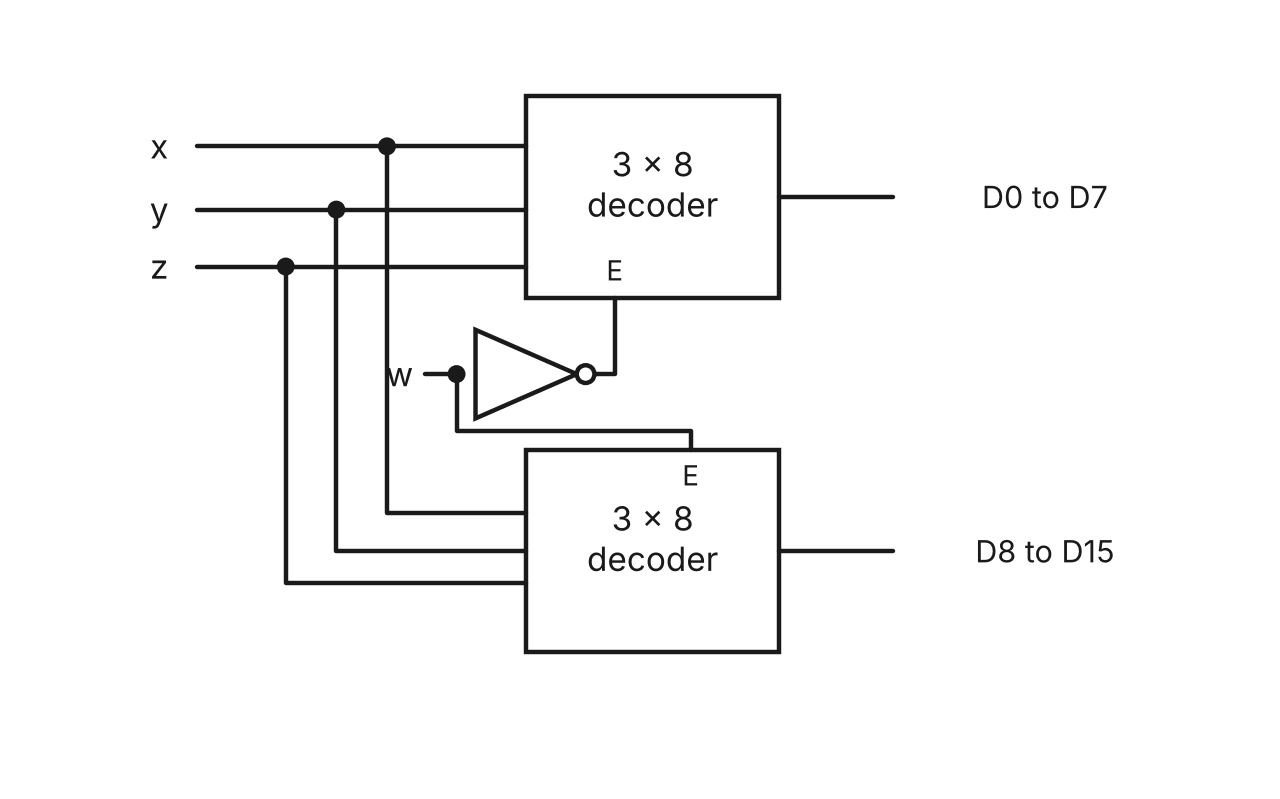 x
y
z
3 × 8
decoder
E
D0 to D7
w
E
3 × 8
decoder
D8 to D15